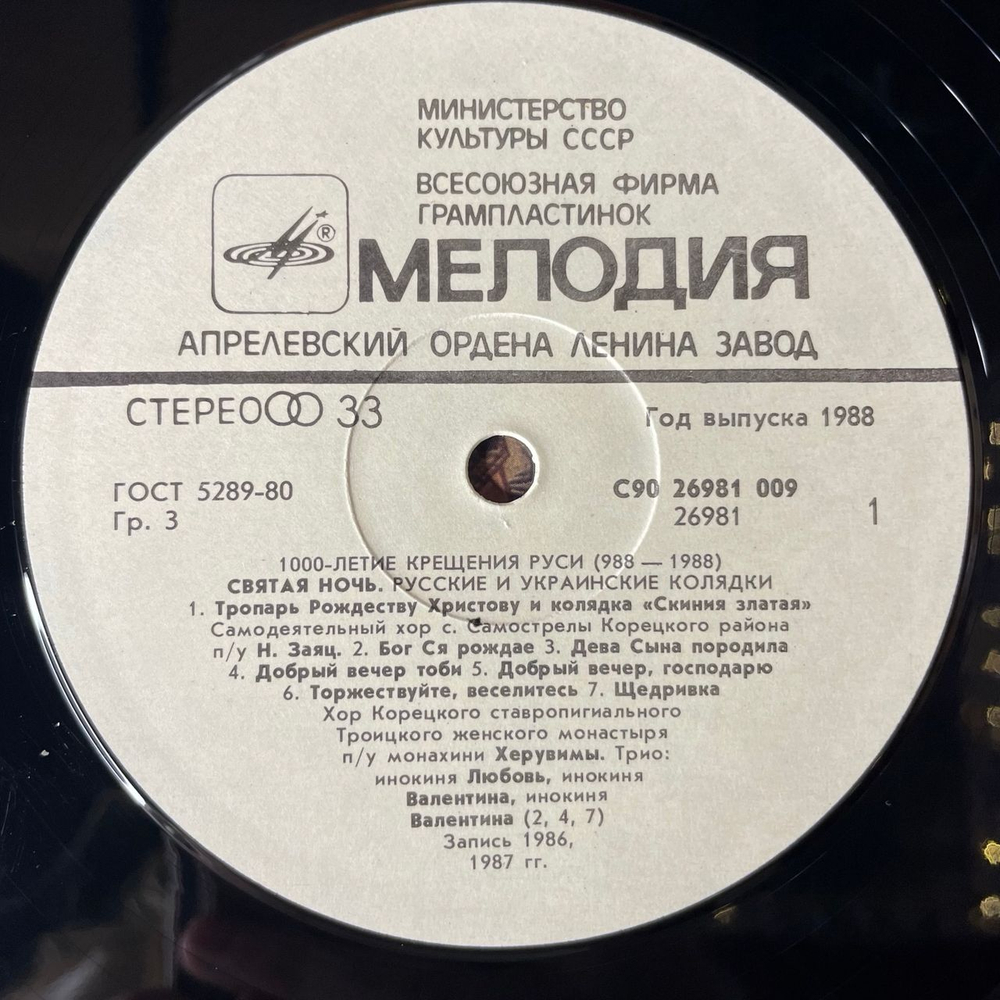 МИНИСТЕРСТВО
КУЛЬТУРЫ СССР
ВСЕСОЮЗНАЯ ФИРМА
ГРАМПЛАСТИНОК
®
МЕЛОДИЯ
АПРЕЛЕВСКИЙ ОРДЕНА ЛЕНИНА ЗАВОД
СТЕРЕО 33
Год выпуска 1988
ГОСТ 5289-80
Гр. 3
С90 26981 009
26981
1
1000-ЛЕТИЕ КРЕЩЕНИЯ РУСИ (988 — 1988)
СВЯТАЯ НОЧЬ. РУССКИЕ И УКРАИНСКИЕ КОЛЯДКИ
1. Тропарь Рождеству Христову и колядка «Скиния златая»
Самодеятельный хор с. Самострелы Корецкого района
п/у Н. Заяц. 2. Бог Ся рождае 3. Дева Сына породила
4. Добрый вечер тоби 5. Добрый вечер, господарю
6. Торжествуйте, веселитесь 7. Щедривка
Хор Корецкого ставропигиального
Троицкого женского монастыря
п/у монахини Херувимы. Трио:
инокиня Любовь, инокиня
Валентина, инокиня
Валентина (2, 4, 7)
Запись 1986,
1987 гг.